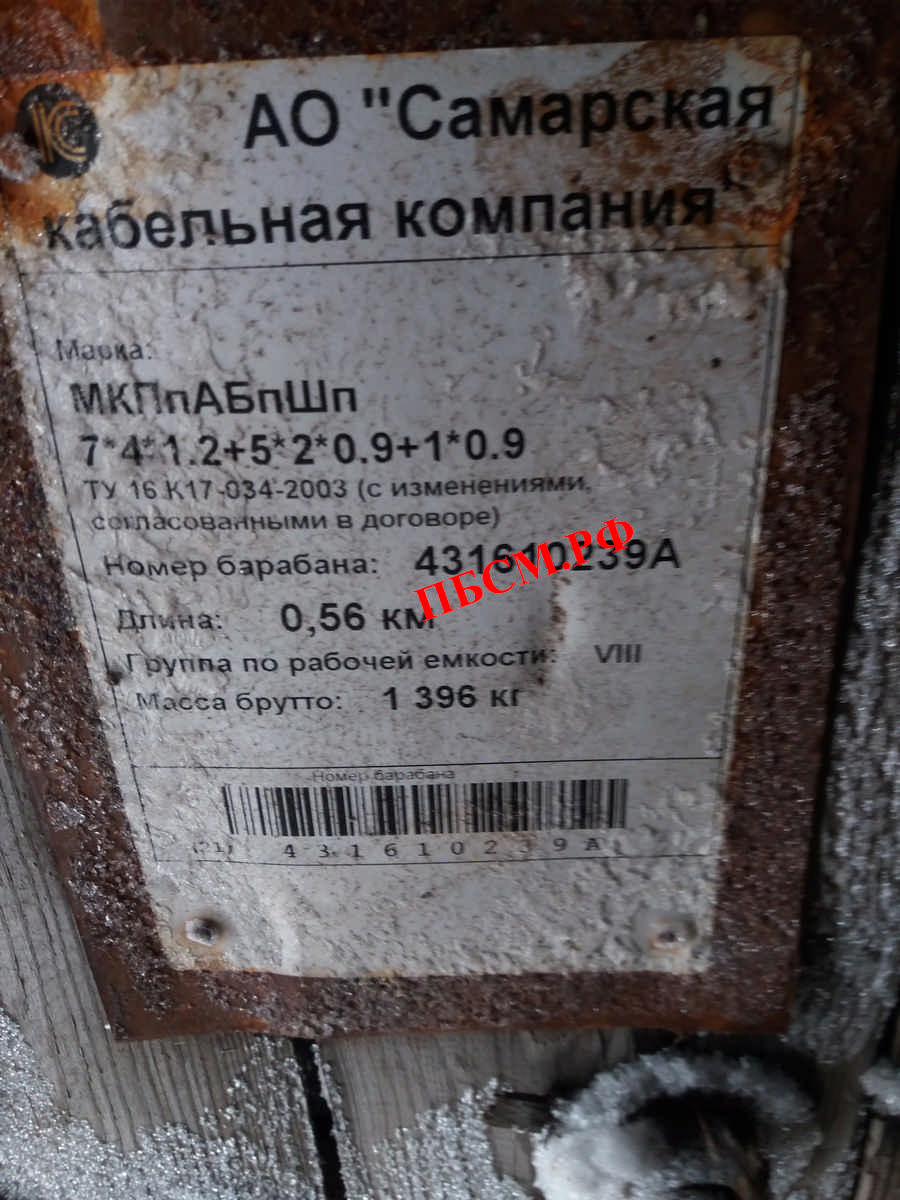 АО "Самарская
кабельная компания"
Марка:
МКПпАБпШп
7*4*1.2+5*2*0.9+1*0.9
ТУ 16.К17-034-2003 (с изменениями,
согласованными в договоре)
Номер барабана: 431610239А
ПБСМ.РФ
Длина: 0,56 км
Группа по рабочей емкости: VIII
Масса брутто: 1 396 кг
Номер барабана
(21) 431610239А